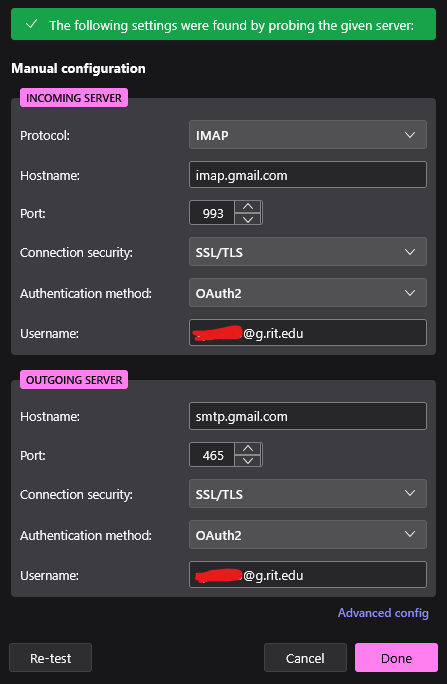 The following settings were found by probing the given server:
Manual configuration
INCOMING SERVER
Protocol: IMAP
Hostname: imap.gmail.com
Port: 993
Connection security: SSL/TLS
Authentication method: OAuth2
Username: @g.rit.edu
OUTGOING SERVER
Hostname: smtp.gmail.com
Port: 465
Connection security: SSL/TLS
Authentication method: OAuth2
Username: @g.rit.edu
Advanced config
Re-test Cancel Done